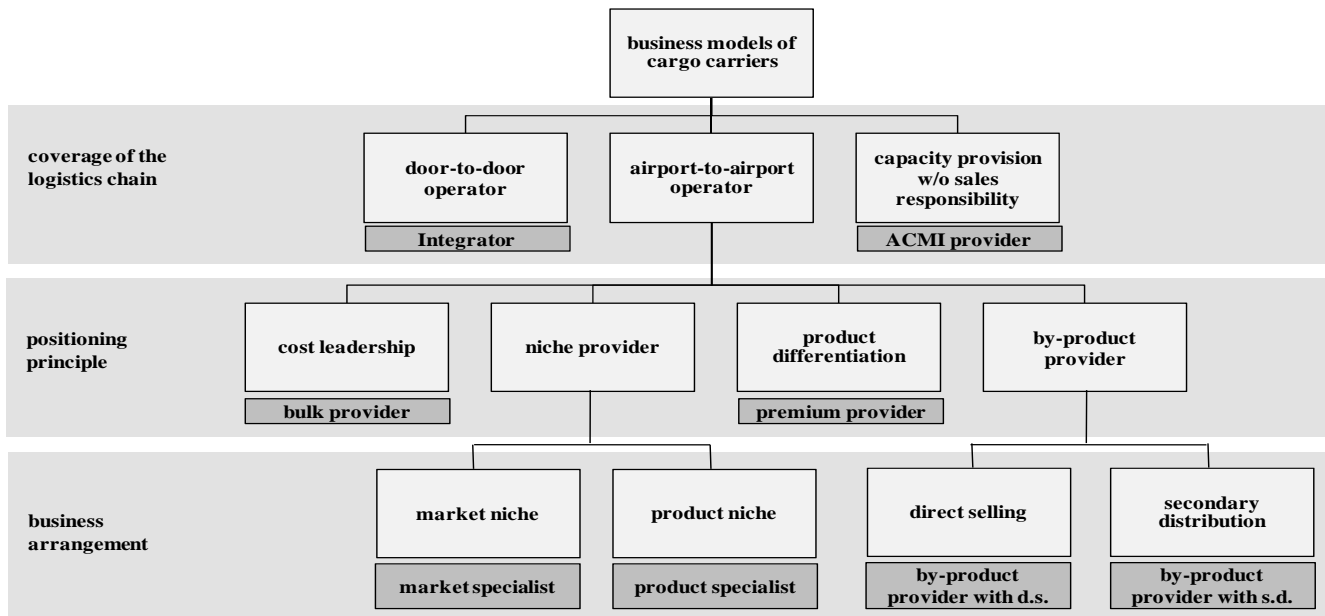 business models of
cargo carriers
coverage of the
logistics chain
door-to-door
operator
airport-to-airport
operator
capacity provision
w/o sales
responsibility
Integrator
ACMI provider
positioning
principle
cost leadership
niche provider
product
differentiation
by-product
provider
bulk provider
premium provider
business
arrangement
market niche
product niche
direct selling
secondary
distribution
market specialist
product specialist
by-product
provider with d.s.
by-product
provider with s.d.